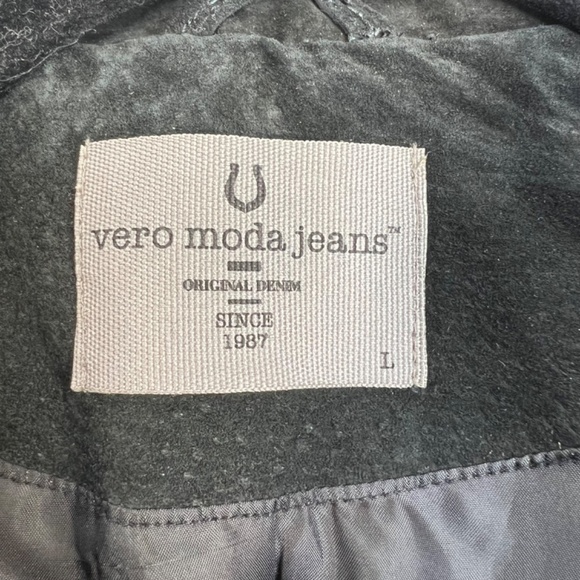 vero moda jeans™
ORIGINAL DENIM
SINCE
1987
L